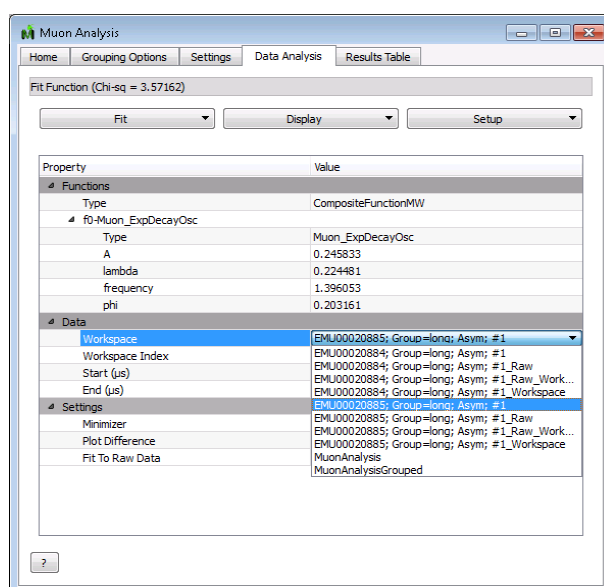 Muon Analysis
Home Grouping Options Settings Data Analysis Results Table
Fit Function (Chi-sq = 3.57162)
Fit Display Setup
Property Value
Functions
Type CompositeFunctionMW
f0-Muon_ExpDecayOsc
Type Muon_ExpDecayOsc
A 0.245833
lambda 0.224481
frequency 1.396053
phi 0.203161
Data
Workspace EMU00020885; Group=long; Asym; #1
Workspace Index EMU00020884; Group=long; Asym; #1
EMU00020884; Group=long; Asym; #1_Raw
Start (µs) EMU00020884; Group=long; Asym; #1_Raw_Work...
End (µs) EMU00020884; Group=long; Asym; #1_Workspace
Settings EMU00020885; Group=long; Asym; #1
Minimizer EMU00020885; Group=long; Asym; #1_Raw
EMU00020885; Group=long; Asym; #1_Raw_Work...
Plot Difference EMU00020885; Group=long; Asym; #1_Workspace
Fit To Raw Data MuonAnalysis
MuonAnalysisGrouped
?